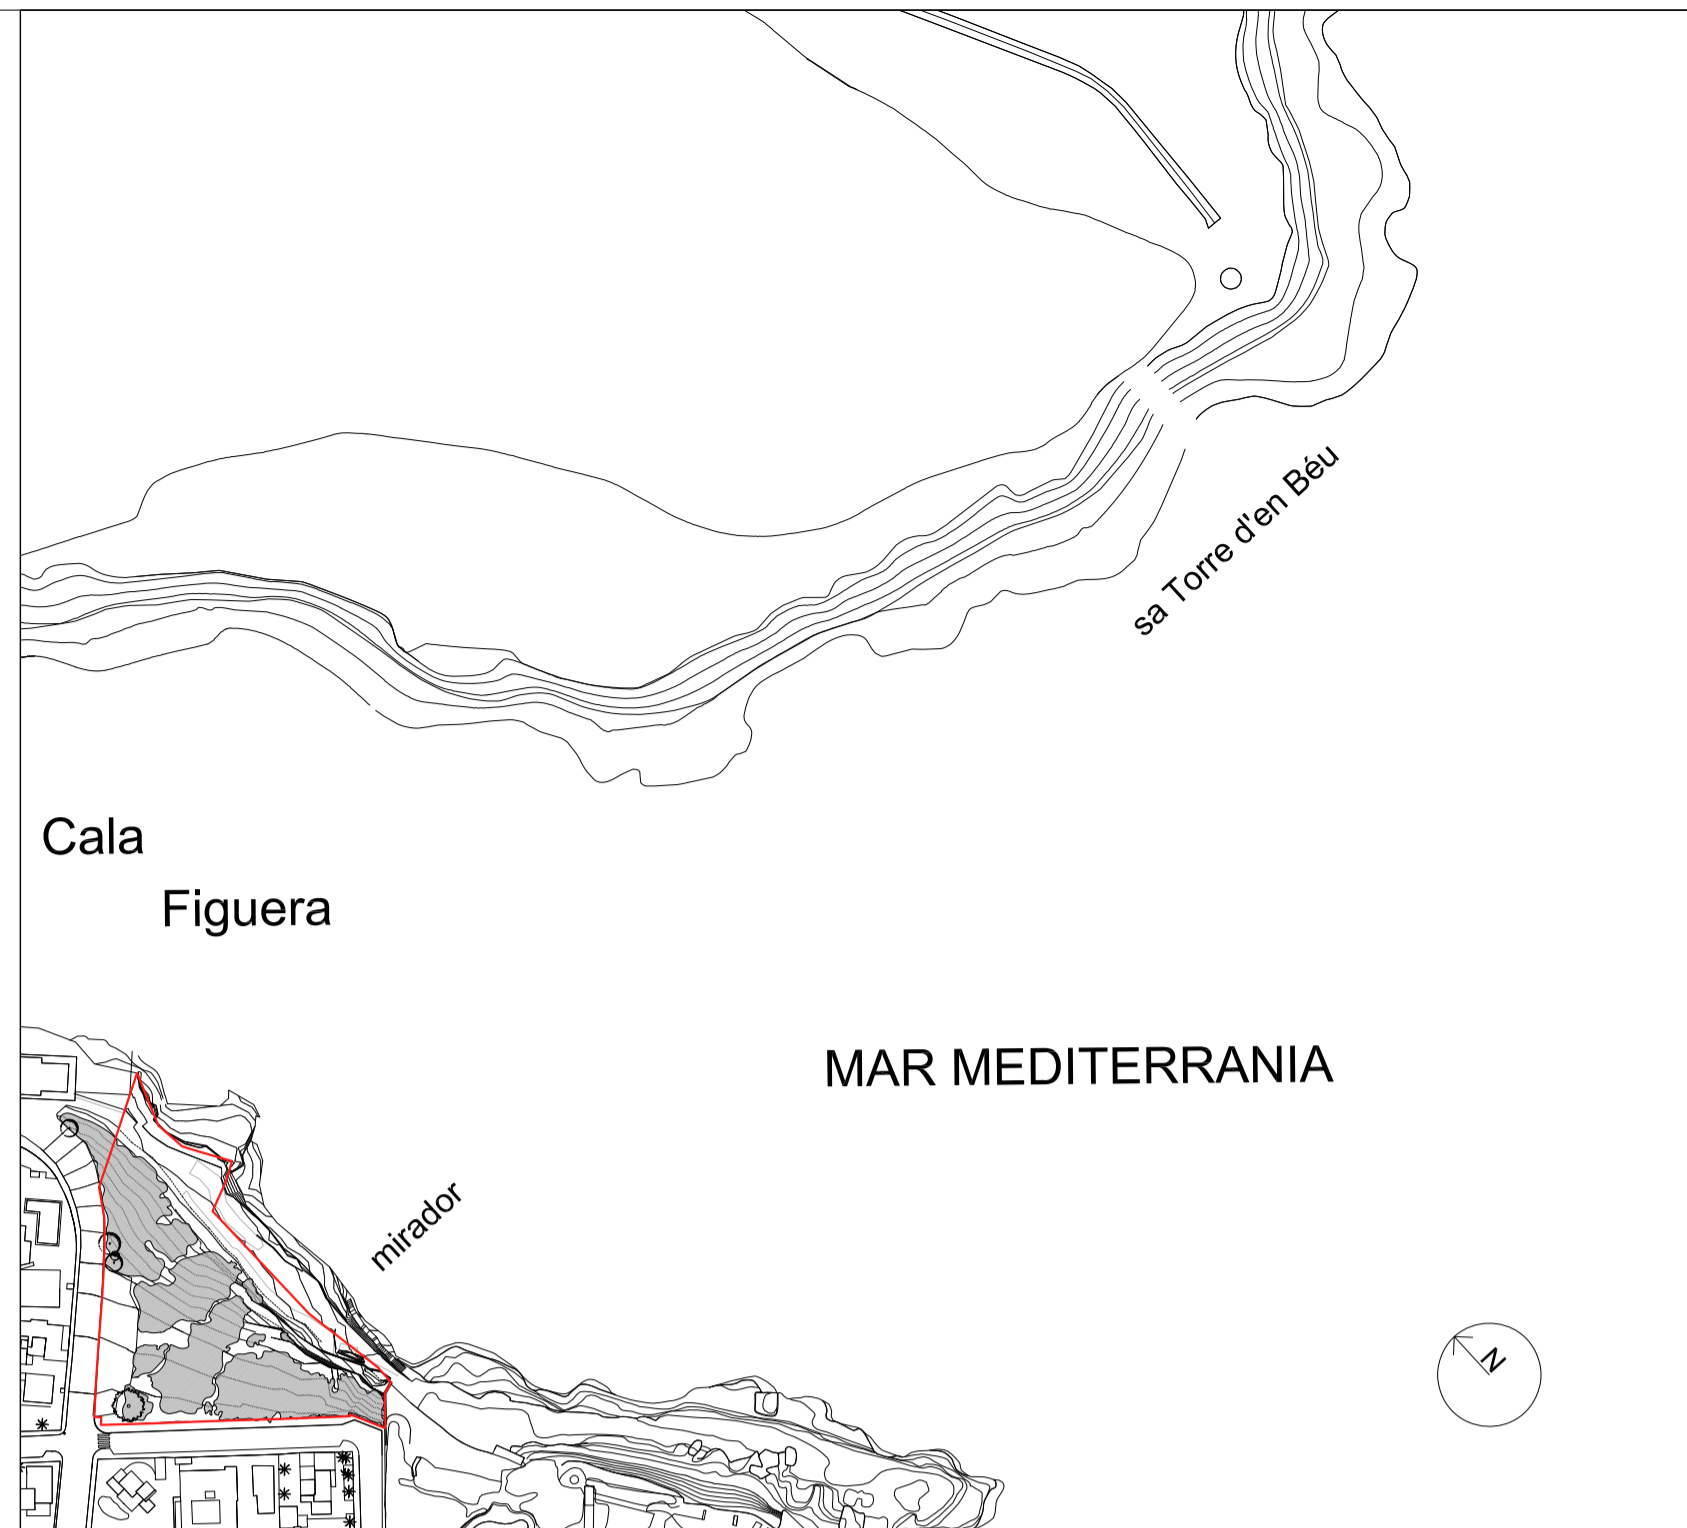 sa Torre d'en Béu
Cala
Figuera
MAR MEDITERRANIA
mirador
N